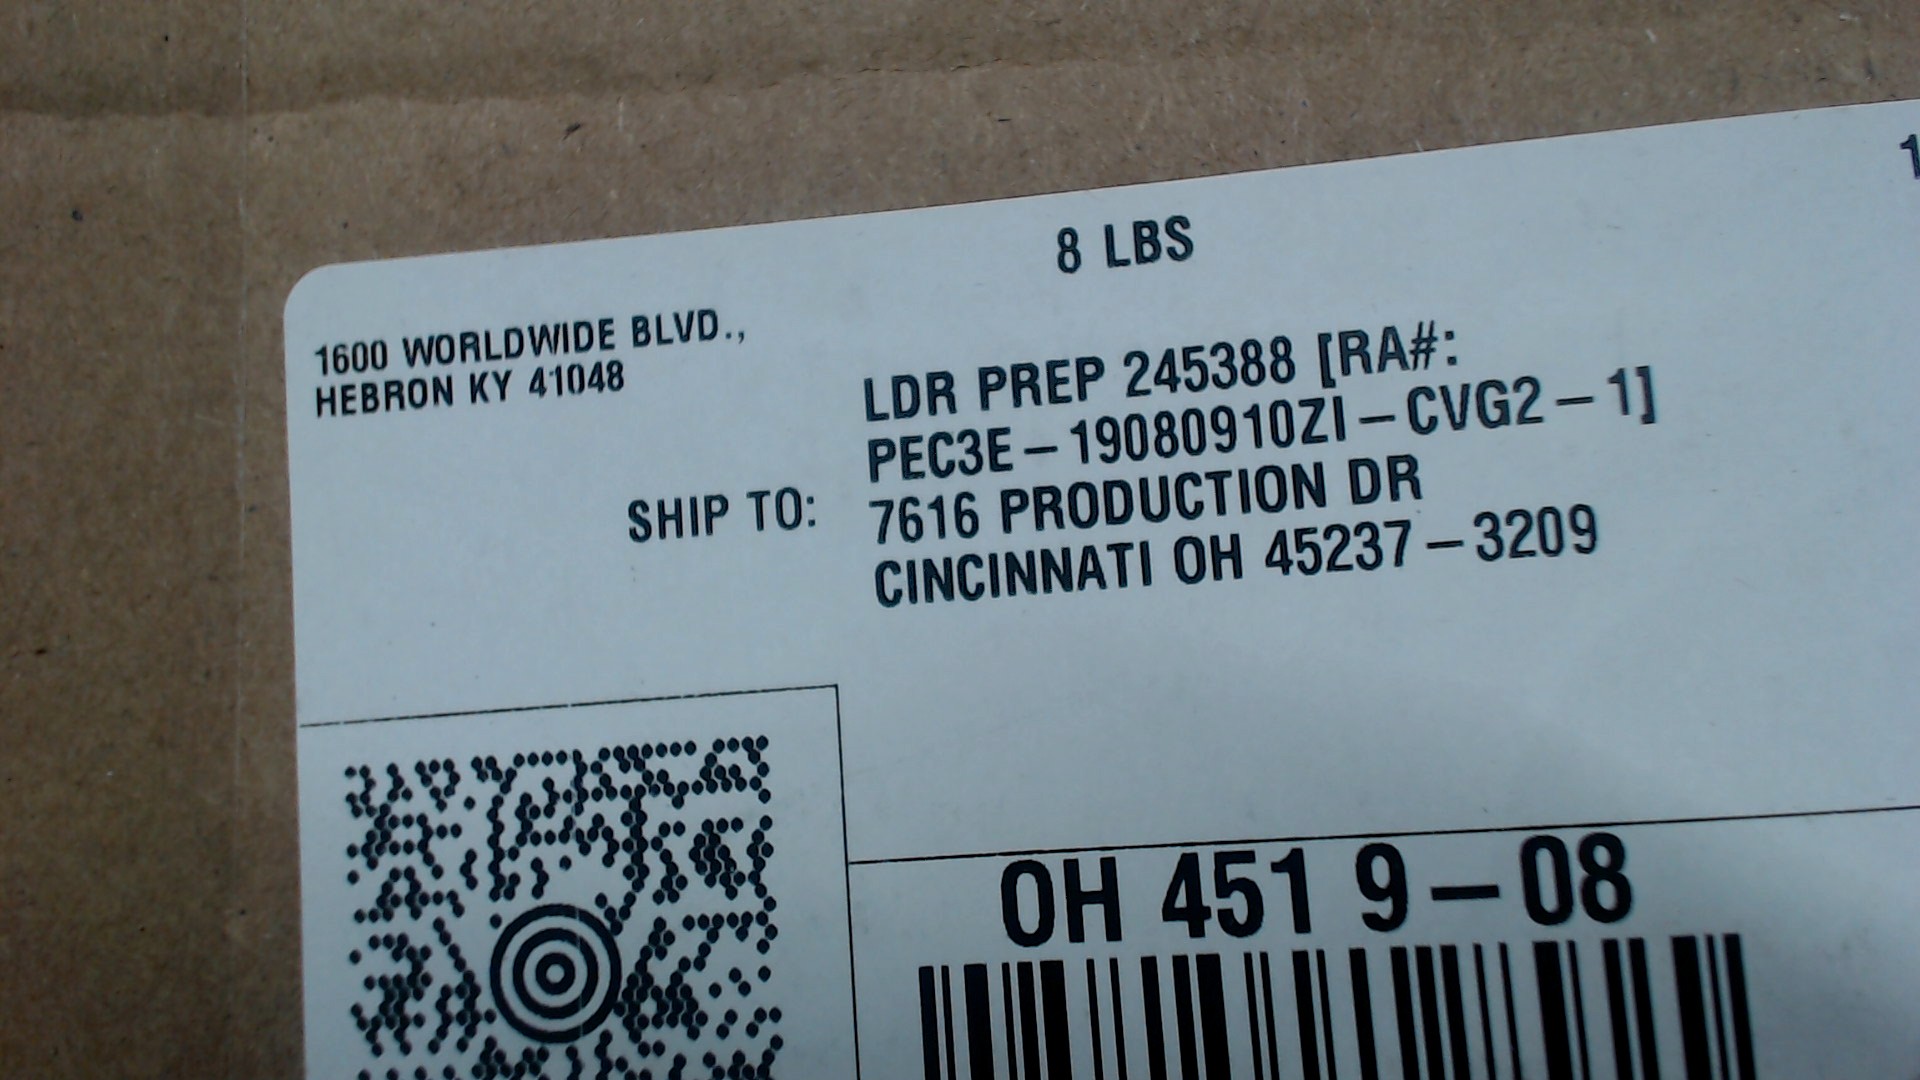 8 LBS
1
1600 WORLDWIDE BLVD.,
HEBRON KY 41048
LDR PREP 245388 [RA#:
PEC3E-19080910ZI-CVG2-1]
SHIP TO: 7616 PRODUCTION DR
CINCINNATI OH 45237-3209
OH 451 9-08